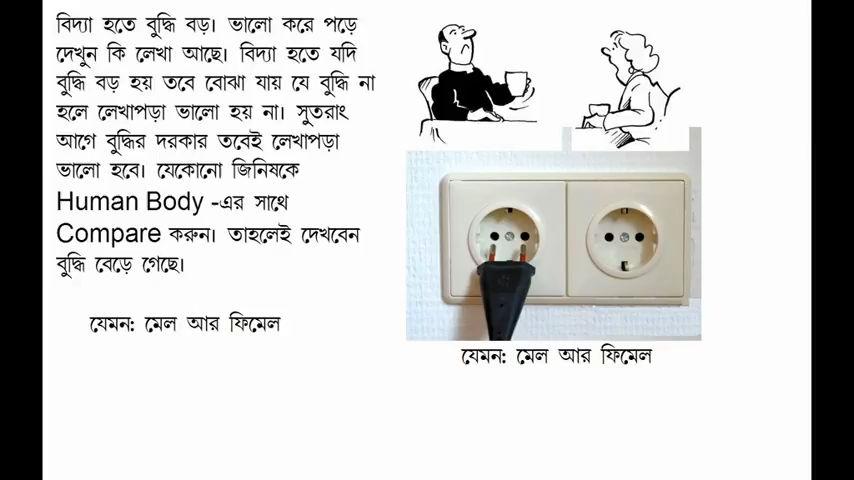 বিদ্যা হতে বুদ্ধি বড়। ভালো করে পড়ে
দেখুন কি লেখা আছে। বিদ্যা হতে যদি
বুদ্ধি বড় হয় তবে বোঝা যায় যে বুদ্ধি না
হলে লেখাপড়া ভালো হয় না। সুতরাং
আগে বুদ্ধির দরকার তবেই লেখাপড়া
ভালো হবে। যেকোনো জিনিষকে
Human Body -এর সাথে
Compare করুন। তাহলেই দেখবেন
বুদ্ধি বেড়ে গেছে।
যেমন: মেল আর ফিমেল
যেমন: মেল আর ফিমেল